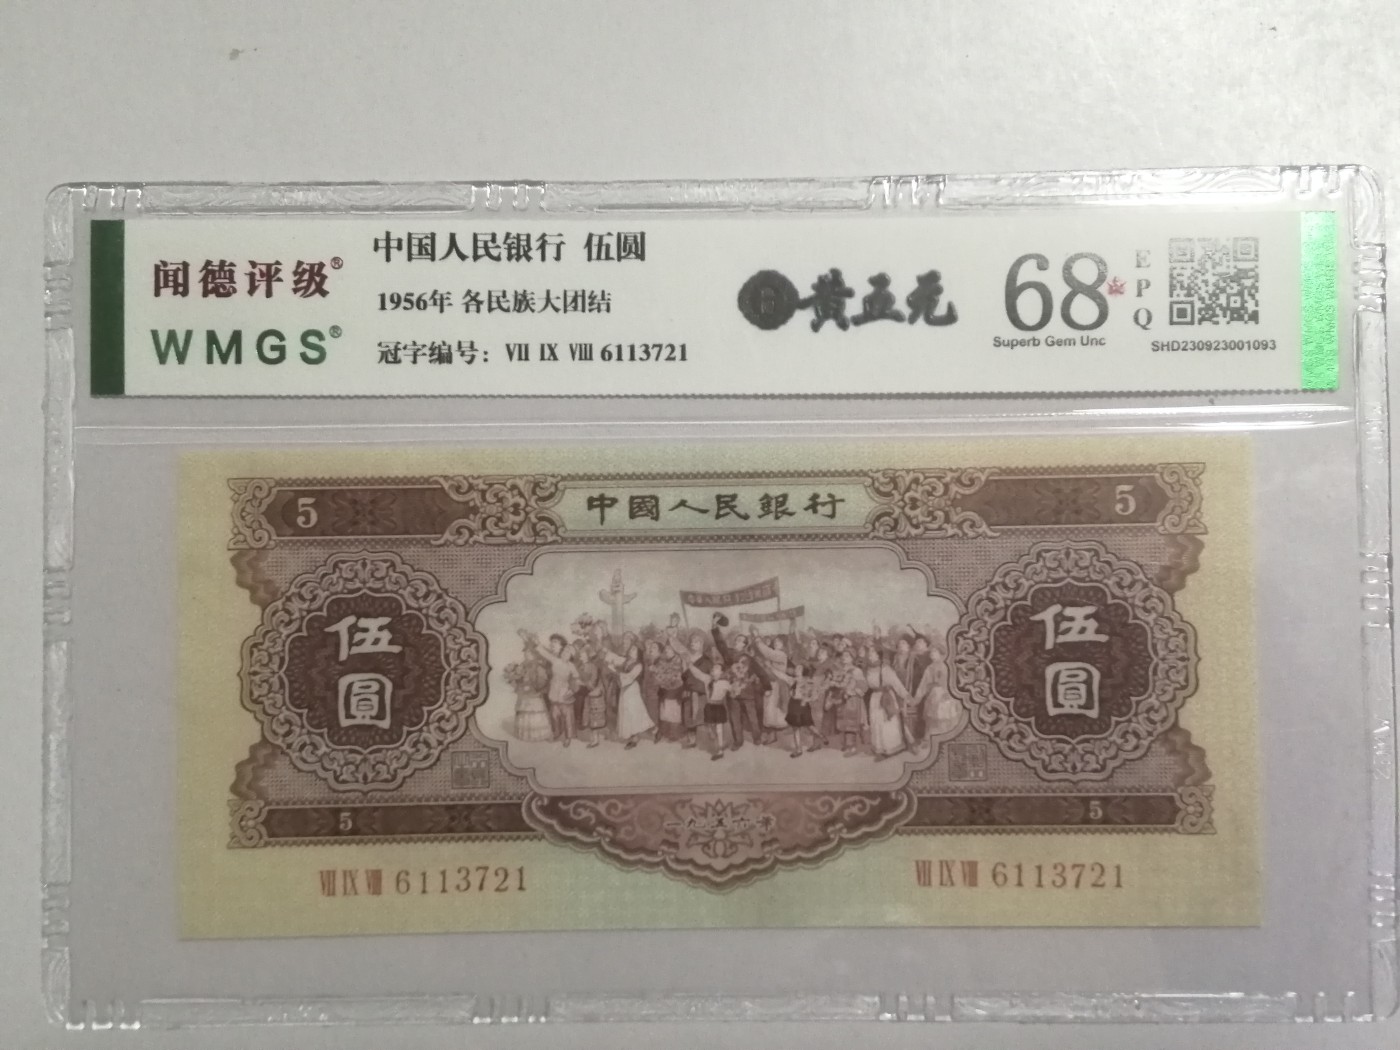 闻德评级®
WMGS®
中国人民银行 伍圆
1956年 各民族大团结
冠字编号: Ⅶ Ⅸ Ⅷ 6113721
黄五元
68
Superb Gem Unc
E
P
Q
SHD230923001093
5
中國人民銀行
5
伍
圓
伍
圓
5
一九五六年
5
Ⅶ Ⅸ Ⅷ 6113721
Ⅶ Ⅸ Ⅷ 6113721